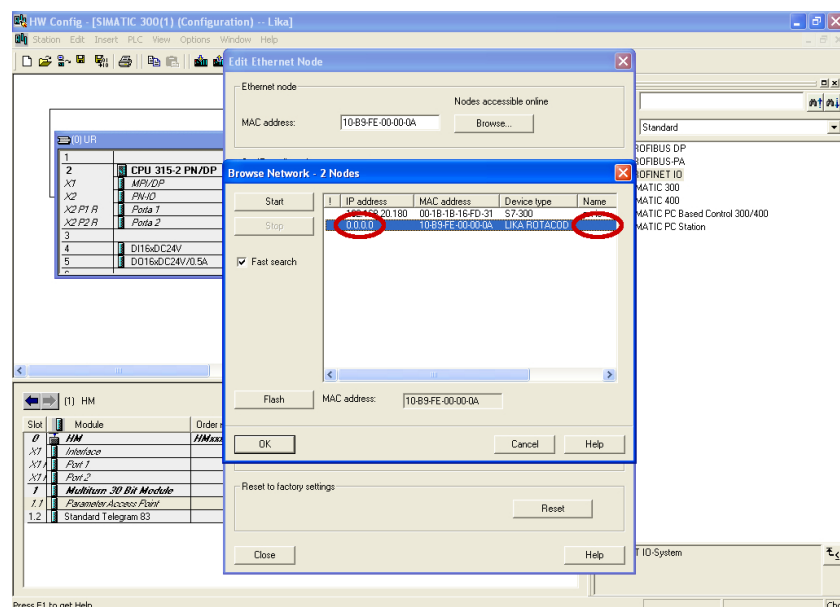 HW Config - [SIMATIC 300(1) (Configuration) -- Lika]
Station Edit Insert PLC View Options Window Help
Edit Ethernet Node
Ethernet node
Nodes accessible online
MAC address: 10-B9-FE-00-00-0A Browse...
Browse Network - 2 Nodes
Start
Stop
Fast search
! IP address MAC address Device type Name
192.168.20.180 00-1B-1B-16-FD-31 S7-300
0.0.0.0 10-B9-FE-00-00-0A LIKA ROTACOD
Flash MAC address: 10-B9-FE-00-00-0A
OK Cancel Help
Reset to factory settings
Reset
Close Help
(0) UR
1
2 CPU 315-2 PN/DP
X1 MPI/DP
X2 PN-IO
X2 P1 R Porta 1
X2 P2 R Porta 2
3
4 DI16xDC24V
5 DO16xDC24V/0.5A
Standard
ROFIBUS DP
ROFIBUS-PA
ROFINET IO
MATIC 300
MATIC 400
MATIC PC Based Control 300/400
MATIC PC Station
(1) HM
Slot Module Order
0 HM HMxxx
X1 Interface
X1 Port 1
X1 Port 2
1 Multiturn 30 Bit Module
1.1 Parameter Access Point
1.2 Standard Telegram 83
T IO-System
Press F1 to get Help.
Chg